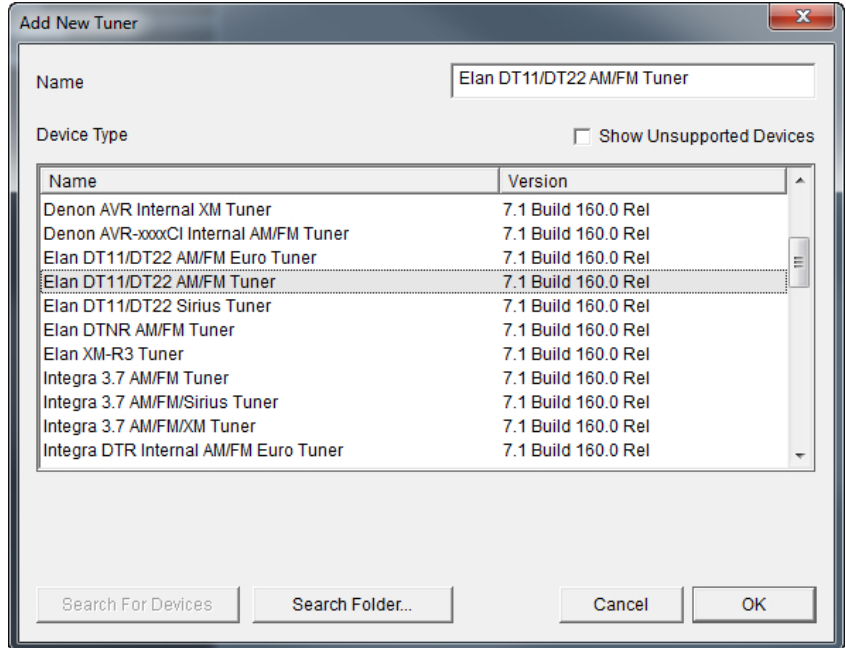 Add New Tuner
Name Elan DT11/DT22 AM/FM Tuner
Device Type Show Unsupported Devices
Name Version
Denon AVR Internal XM Tuner 7.1 Build 160.0 Rel
Denon AVR-xxxxCI Internal AM/FM Tuner 7.1 Build 160.0 Rel
Elan DT11/DT22 AM/FM Euro Tuner 7.1 Build 160.0 Rel
Elan DT11/DT22 AM/FM Tuner 7.1 Build 160.0 Rel
Elan DT11/DT22 Sirius Tuner 7.1 Build 160.0 Rel
Elan DTNR AM/FM Tuner 7.1 Build 160.0 Rel
Elan XM-R3 Tuner 7.1 Build 160.0 Rel
Integra 3.7 AM/FM Tuner 7.1 Build 160.0 Rel
Integra 3.7 AM/FM/Sirius Tuner 7.1 Build 160.0 Rel
Integra 3.7 AM/FM/XM Tuner 7.1 Build 160.0 Rel
Integra DTR Internal AM/FM Euro Tuner 7.1 Build 160.0 Rel
Search For Devices Search Folder... Cancel OK